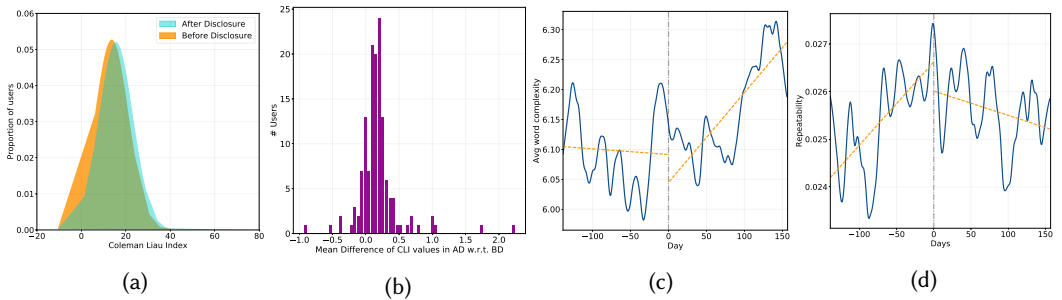 0.06
0.05
0.04
0.03
0.02
0.01
0.00
Proportion of users
After Disclosure
Before Disclosure
−20 0 20 40 60 80
Coleman Liau Index
(a)
25
20
15
10
5
0
# Users
−1.0 −0.5 0.0 0.5 1.0 1.5 2.0
Mean Difference of CLI values in AD w.r.t. BD
(b)
6.30
6.25
6.20
6.15
6.10
6.05
6.00
Avg word complexity
−100 −50 0 50 100 150
Day
(c)
0.027
0.026
0.025
0.024
Repeatability
−100 −50 0 50 100 150
Days
(d)